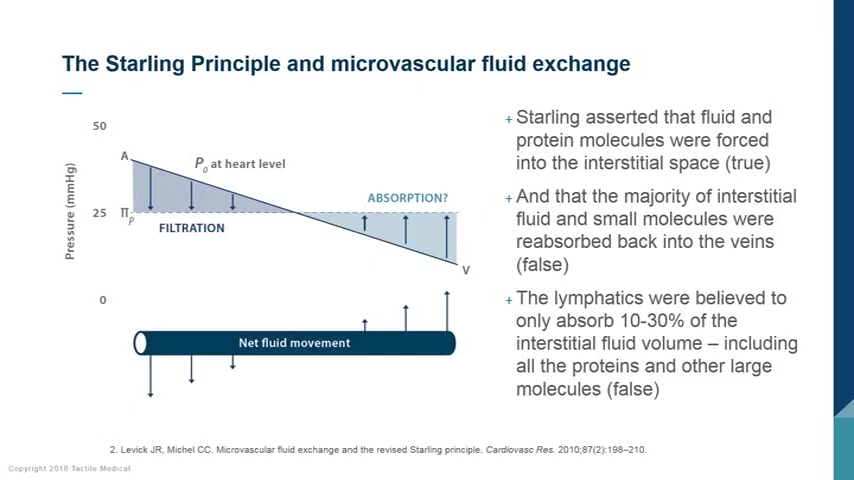 The Starling Principle and microvascular fluid exchange
50
A
P0 at heart level
ABSORPTION?
Pressure (mmHg)
25
Π P
FILTRATION
V
0
Net fluid movement
+ Starling asserted that fluid and
protein molecules were forced
into the interstitial space (true)
+ And that the majority of interstitial
fluid and small molecules were
reabsorbed back into the veins
(false)
+ The lymphatics were believed to
only absorb 10-30% of the
interstitial fluid volume – including
all the proteins and other large
molecules (false)
2. Levick JR, Michel CC. Microvascular fluid exchange and the revised Starling principle. Cardiovasc Res. 2010;87(2):198–210.
Copyright 2018 Tactile Medical